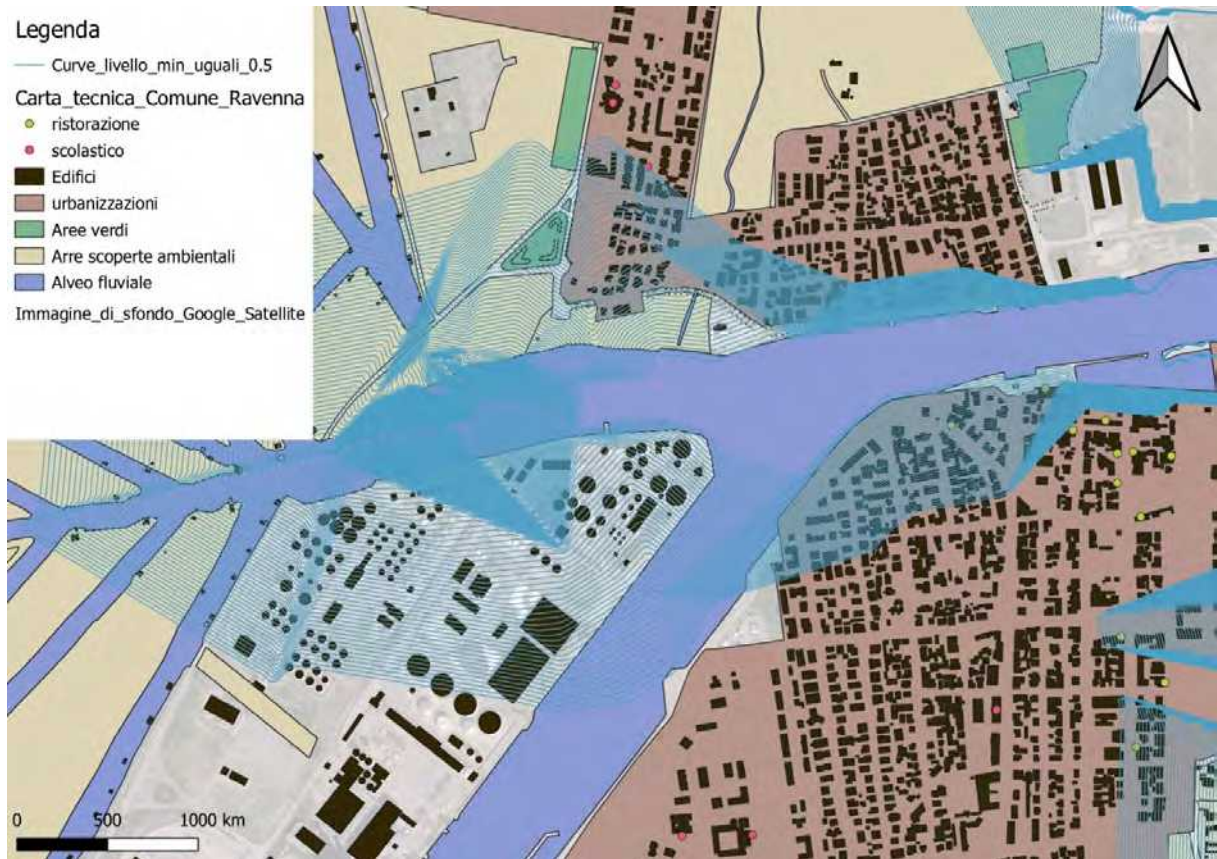 Legenda
Curve_livello_min_uguali_0.5
Carta_tecnica_Comune_Ravenna
ristorazione
scolastico
Edifici
urbanizzazioni
Aree verdi
Arre scoperte ambientali
Alveo fluviale
Immagine_di_sfondo_Google_Satellite
0 500 1000 km